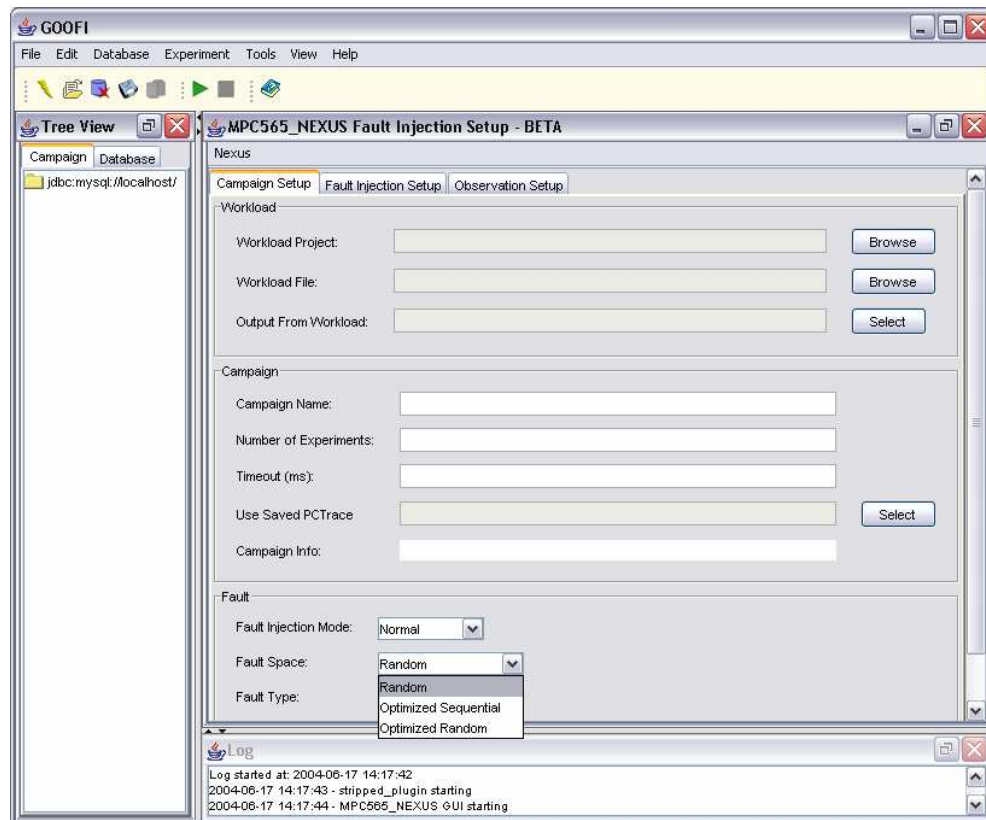 GOOFI
File Edit Database Experiment Tools View Help
Tree View
Campaign Database
jdbc:mysql://localhost/
MPC565_NEXUS Fault Injection Setup - BETA
Nexus
Campaign Setup Fault Injection Setup Observation Setup
Workload
Workload Project: Browse
Workload File: Browse
Output From Workload: Select
Campaign
Campaign Name:
Number of Experiments:
Timeout (ms):
Use Saved PCTrace Select
Campaign Info:
Fault
Fault Injection Mode: Normal
Fault Space: Random
Random
Fault Type:
Optimized Sequential
Optimized Random
Log
Log started at: 2004-06-17 14:17:42
2004-06-17 14:17:43 - stripped_plugin starting
2004-06-17 14:17:44 - MPC565_NEXUS GUI starting